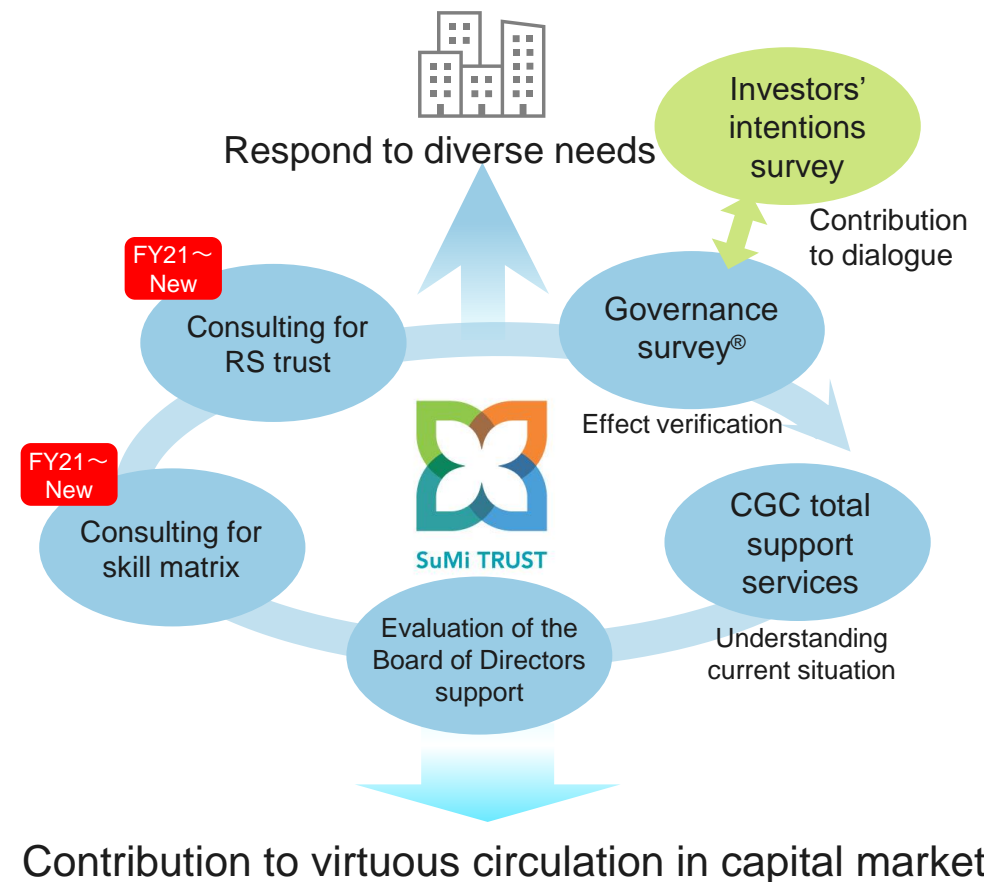 Respond to diverse needs
Investors’
intentions
survey
Contribution
to dialogue
FY21～
New
Consulting for
RS trust
Governance
survey®
Effect verification
FY21～
New
Consulting for
skill matrix
SuMi TRUST
CGC total
support
services
Understanding
current situation
Evaluation of the
Board of Directors
support
Contribution to virtuous circulation in capital market